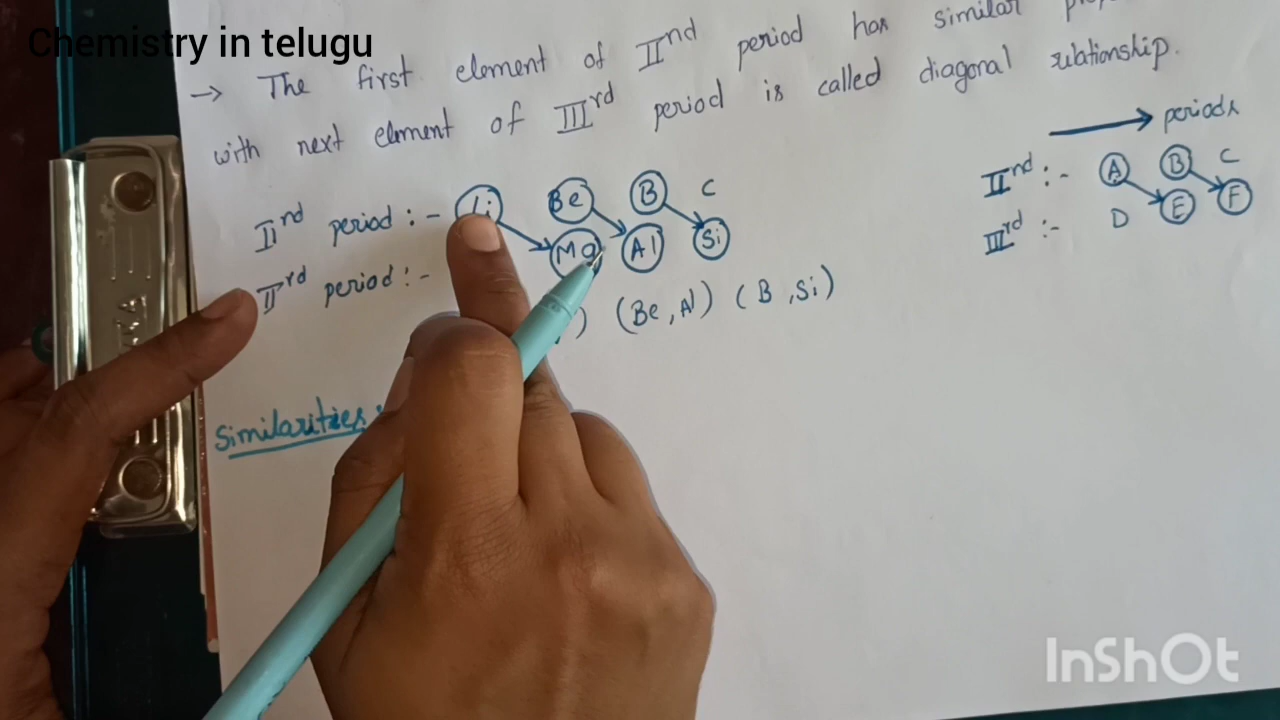 Chemistry in telugu
→ The first element of IInd period has similar
with next element of IIIrd period is called diagonal relationship.
→ periods
IInd period :- Li Be B C
IInd :- A B C
IIrd period :- Mg Al Si
IIIrd :- D E F
) (Be, Al) (B, Si)
Similarities :
InShOt